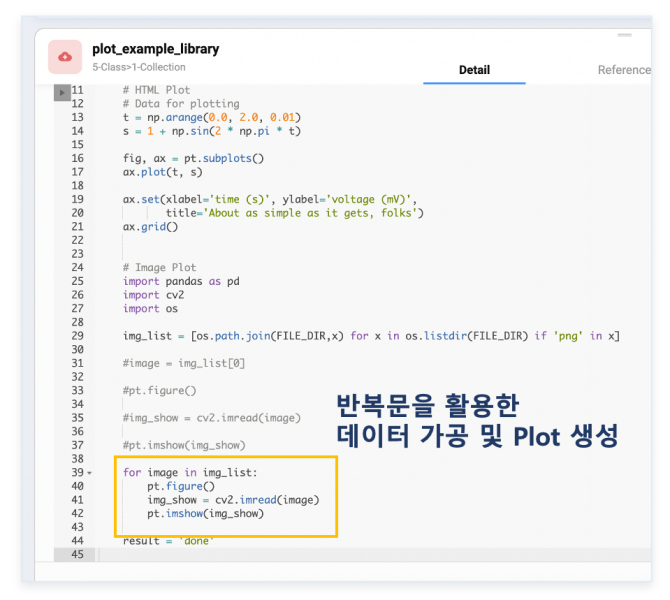 plot_example_library
5-Class>1-Collection
Detail
Reference
11 # HTML Plot
12 # Data for plotting
13 t = np.arange(0.0, 2.0, 0.01)
14 s = 1 + np.sin(2 * np.pi * t)
15
16 fig, ax = pt.subplots()
17 ax.plot(t, s)
18
19 ax.set(xlabel='time (s)', ylabel='voltage (mV)',
20 title='About as simple as it gets, folks')
21 ax.grid()
22
23
24 # Image Plot
25 import pandas as pd
26 import cv2
27 import os
28
29 img_list = [os.path.join(FILE_DIR,x) for x in os.listdir(FILE_DIR) if 'png' in x]
30
31 #image = img_list[0]
32
33 #pt.figure()
34
35 #img_show = cv2.imread(image)
36
37 #pt.imshow(img_show)
38
반복문을 활용한
데이터 가공 및 Plot 생성
39 for image in img_list:
40 pt.figure()
41 img_show = cv2.imread(image)
42 pt.imshow(img_show)
43
44 result = 'done'
45